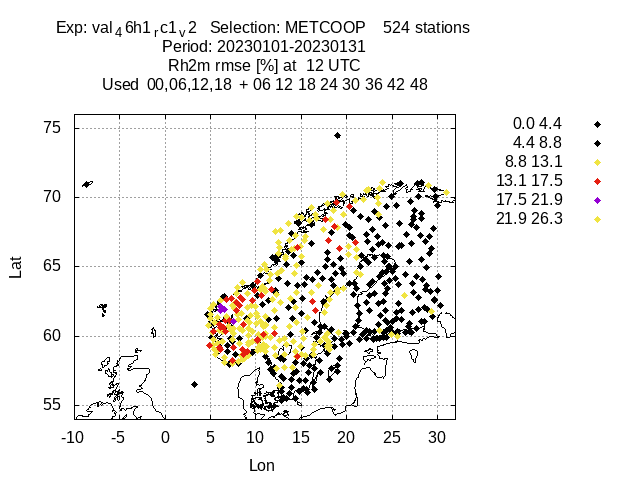 Exp: val46h1rc1v2 Selection: METCOOP 524 stations
Period: 20230101-20230131
Rh2m rmse [%] at 12 UTC
Used 00,06,12,18 + 06 12 18 24 30 36 42 48
0.0 4.4
4.4 8.8
8.8 13.1
13.1 17.5
17.5 21.9
21.9 26.3
75
70
65
60
55
Lat
-10 -5 0 5 10 15 20 25 30
Lon